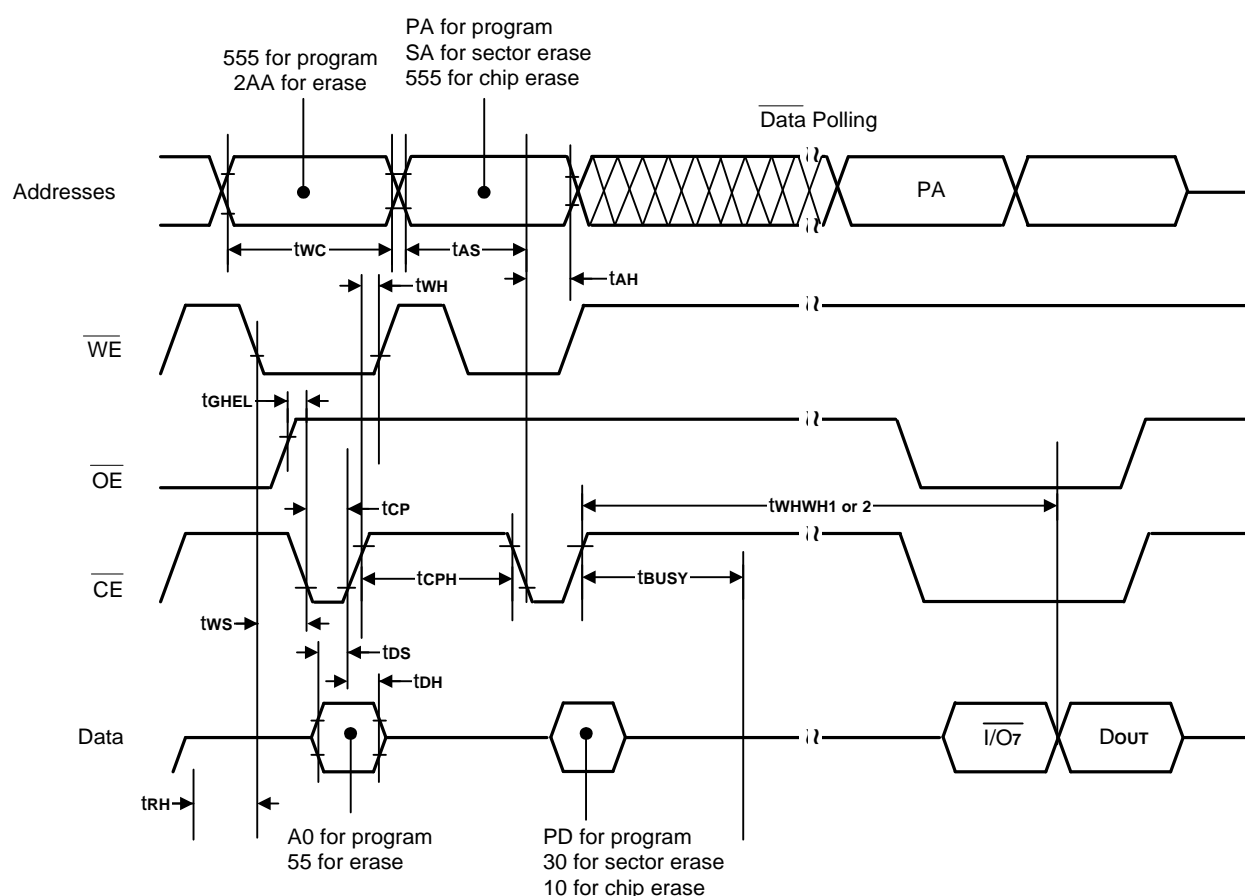 PA for program
SA for sector erase
555 for chip erase
555 for program
2AA for erase
Data Polling
Addresses
PA
tWC
tAS
tAH
tWH
WE
tGHEL
OE
tCP
tWHWH1 or 2
CE
tCPH
tBUSY
tWS
tDS
tDH
Data
I/O7
DOUT
tRH
A0 for program
55 for erase
PD for program
30 for sector erase
10 for chip erase